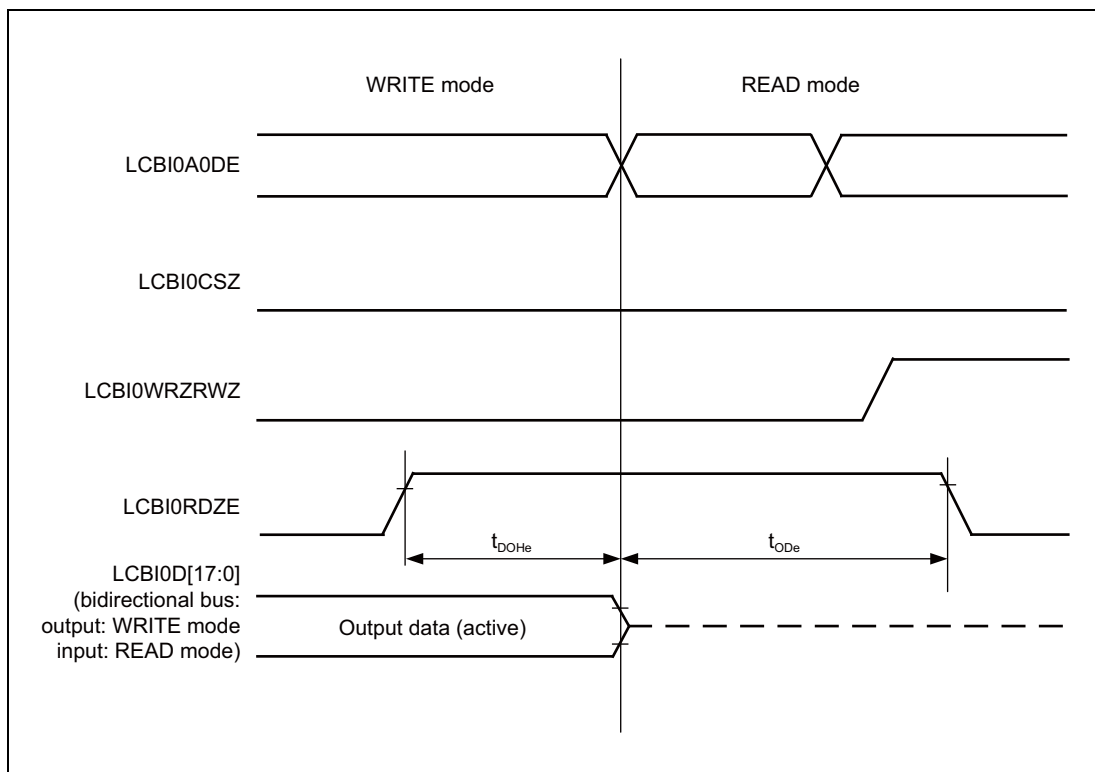 WRITE mode
READ mode
LCBI0A0DE
LCBI0CSZ
LCBI0WRZRWZ
LCBI0RDZE
tDOHe
tODe
LCBI0D[17:0]
(bidirectional bus:
output: WRITE mode
input: READ mode)
Output data (active)